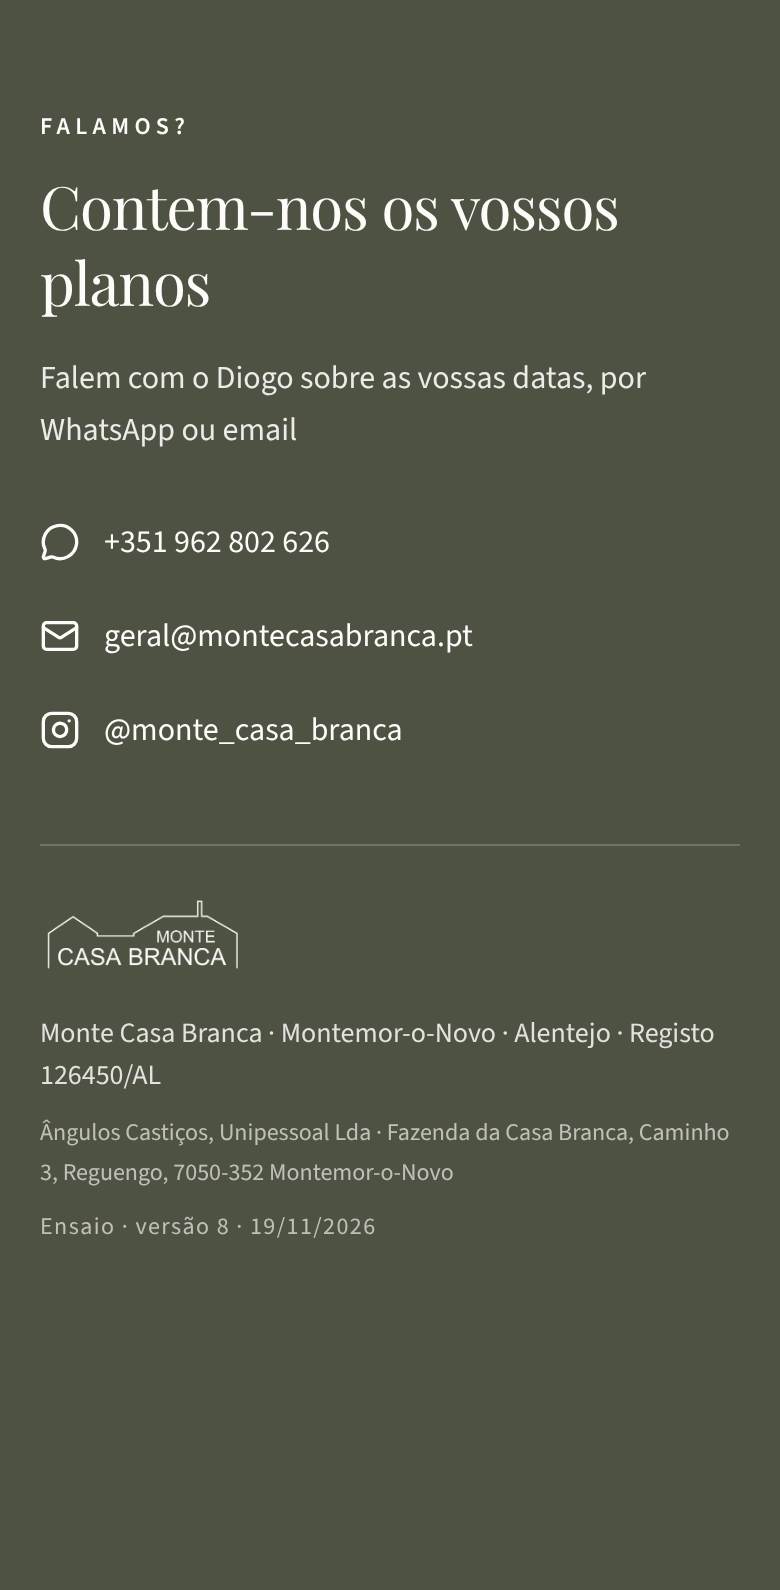 FALAMOS?
Contem-nos os vossos
planos
Falem com o Diogo sobre as vossas datas, por
WhatsApp ou email
+351 962 802 626
geral@montecasabranca.pt
@monte_casa_branca
MONTE
CASA BRANCA
Monte Casa Branca · Montemor-o-Novo · Alentejo · Registo
126450/AL
Ângulos Castiços, Unipessoal Lda · Fazenda da Casa Branca, Caminho
3, Reguengo, 7050-352 Montemor-o-Novo
Ensaio · versão 8 · 19/11/2026